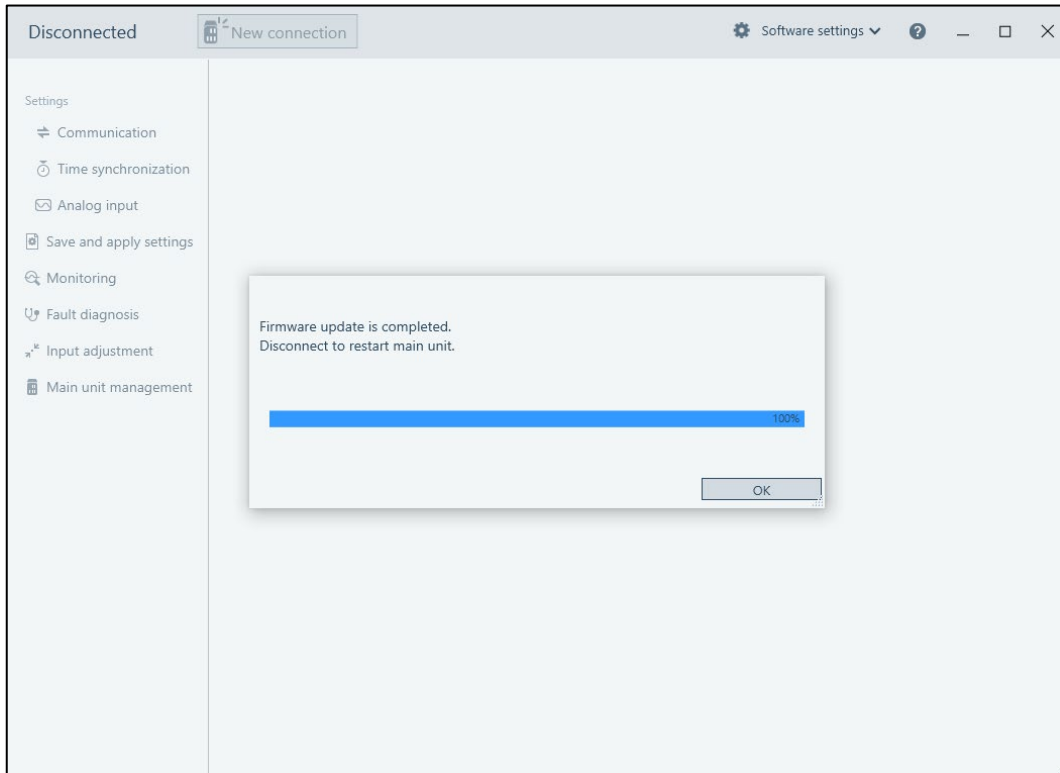 Disconnected
New connection
Software settings
Settings
Communication
Time synchronization
Analog input
Save and apply settings
Monitoring
Fault diagnosis
Input adjustment
Main unit management
Firmware update is completed.
Disconnect to restart main unit.
100%
OK